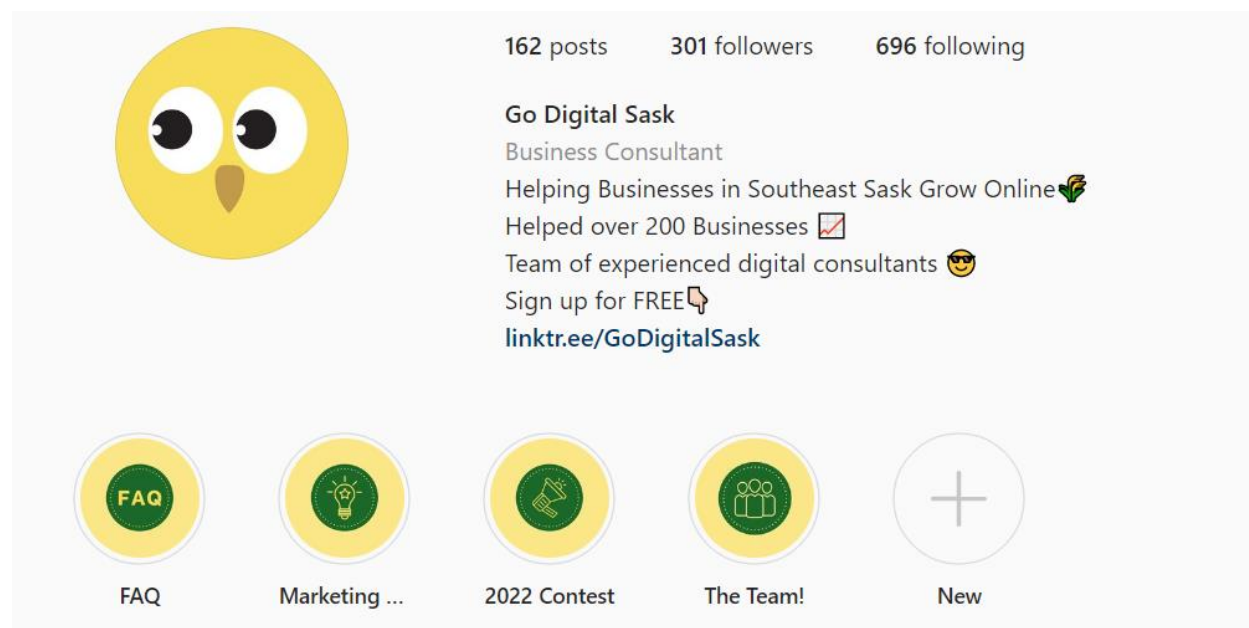 162 posts 301 followers 696 following
Go Digital Sask
Business Consultant
Helping Businesses in Southeast Sask Grow Online🌾
Helped over 200 Businesses 📈
Team of experienced digital consultants 😎
Sign up for FREE👇🏻
linktr.ee/GoDigitalSask
FAQ
FAQ Marketing ... 2022 Contest The Team! New